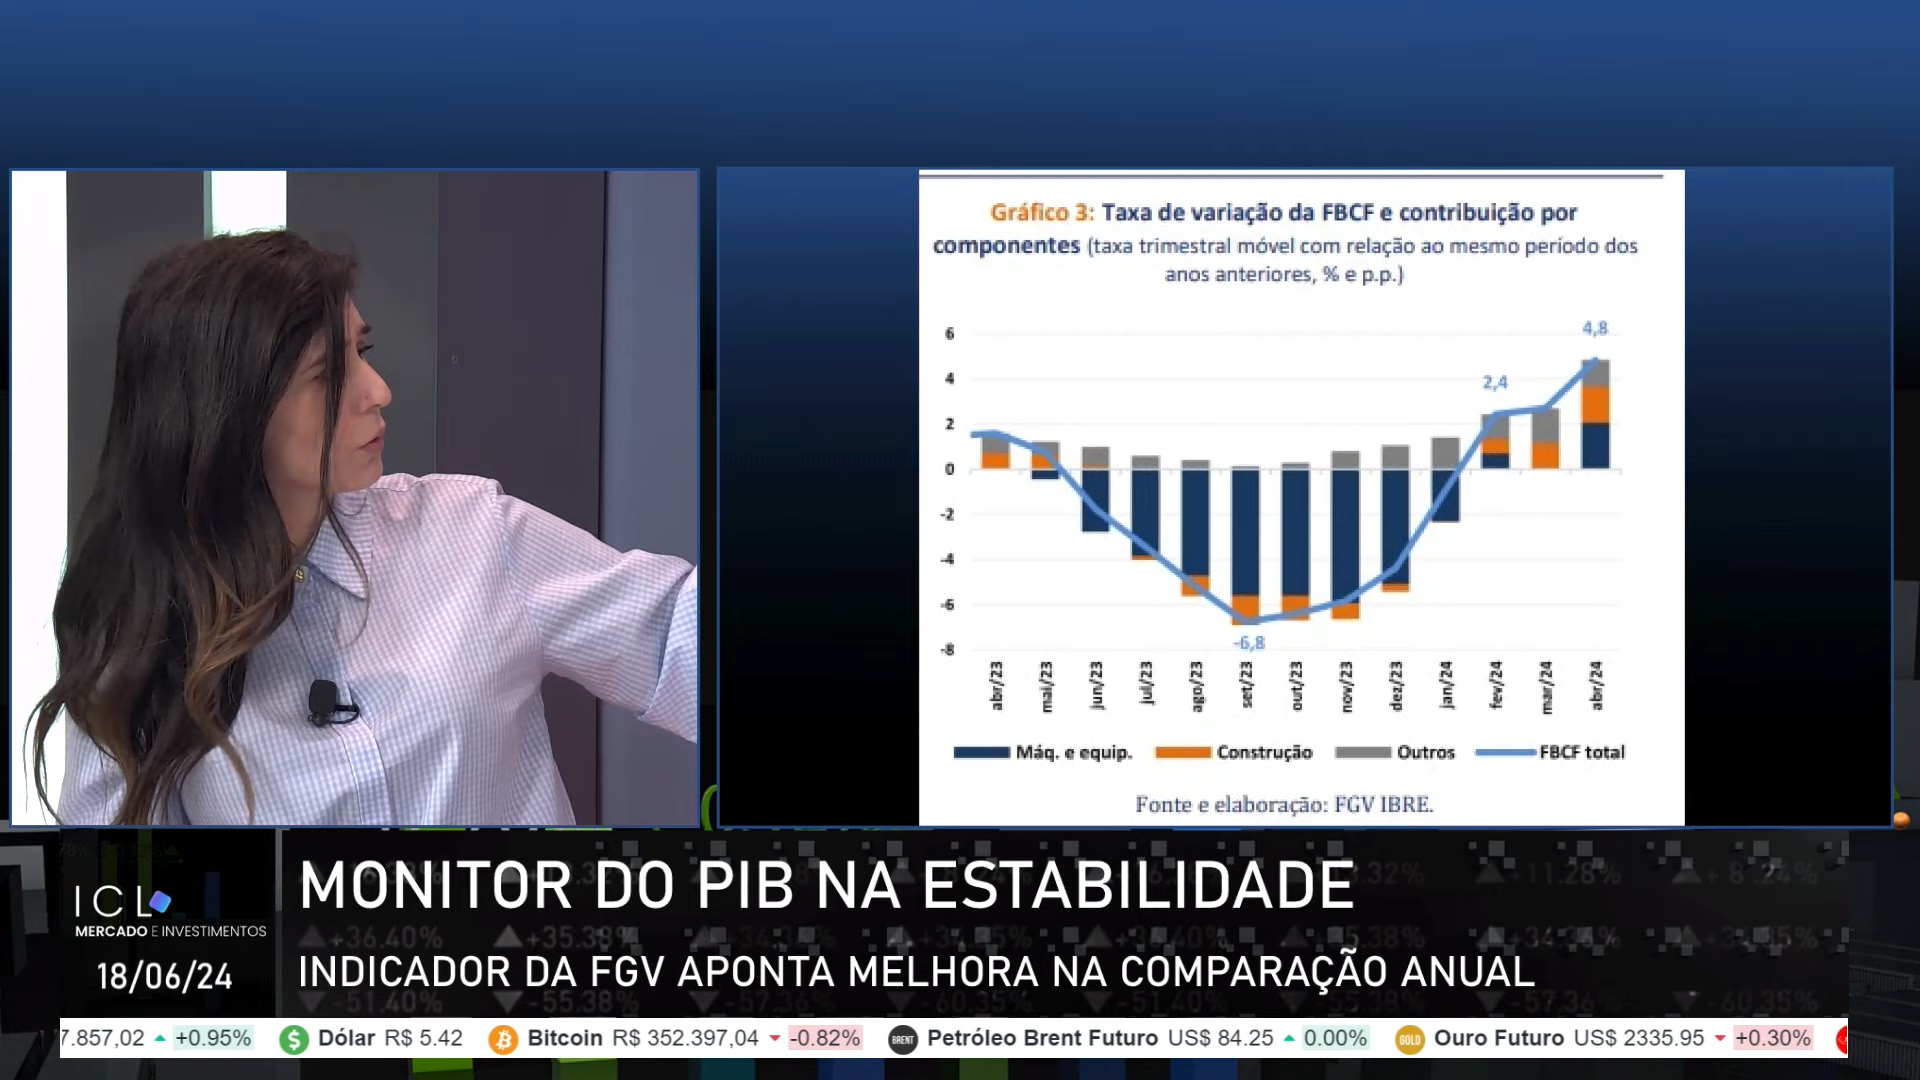 Gráfico 3: Taxa de variação da FBCF e contribuição por
componentes (taxa trimestral móvel com relação ao mesmo período dos
anos anteriores, % e p.p.)
6
4
2
0
-2
-4
-6
-8
4,8
2,4
-6,8
abr/23
mai/23
jun/23
jul/23
ago/23
set/23
out/23
nov/23
dez/23
jan/24
fev/24
mar/24
abr/24
Máq. e equip.
Construção
Outros
FBCF total
Fonte e elaboração: FGV IBRE.
ICL
MERCADO E INVESTIMENTOS
18/06/24
MONITOR DO PIB NA ESTABILIDADE
INDICADOR DA FGV APONTA MELHORA NA COMPARAÇÃO ANUAL
7.857,02 +0.95% Dólar R$ 5.42 Bitcoin R$ 352.397,04 -0.82% BRENT Petróleo Brent Futuro US$ 84.25 0.00% GOLD Ouro Futuro US$ 2335.95 +0.30%